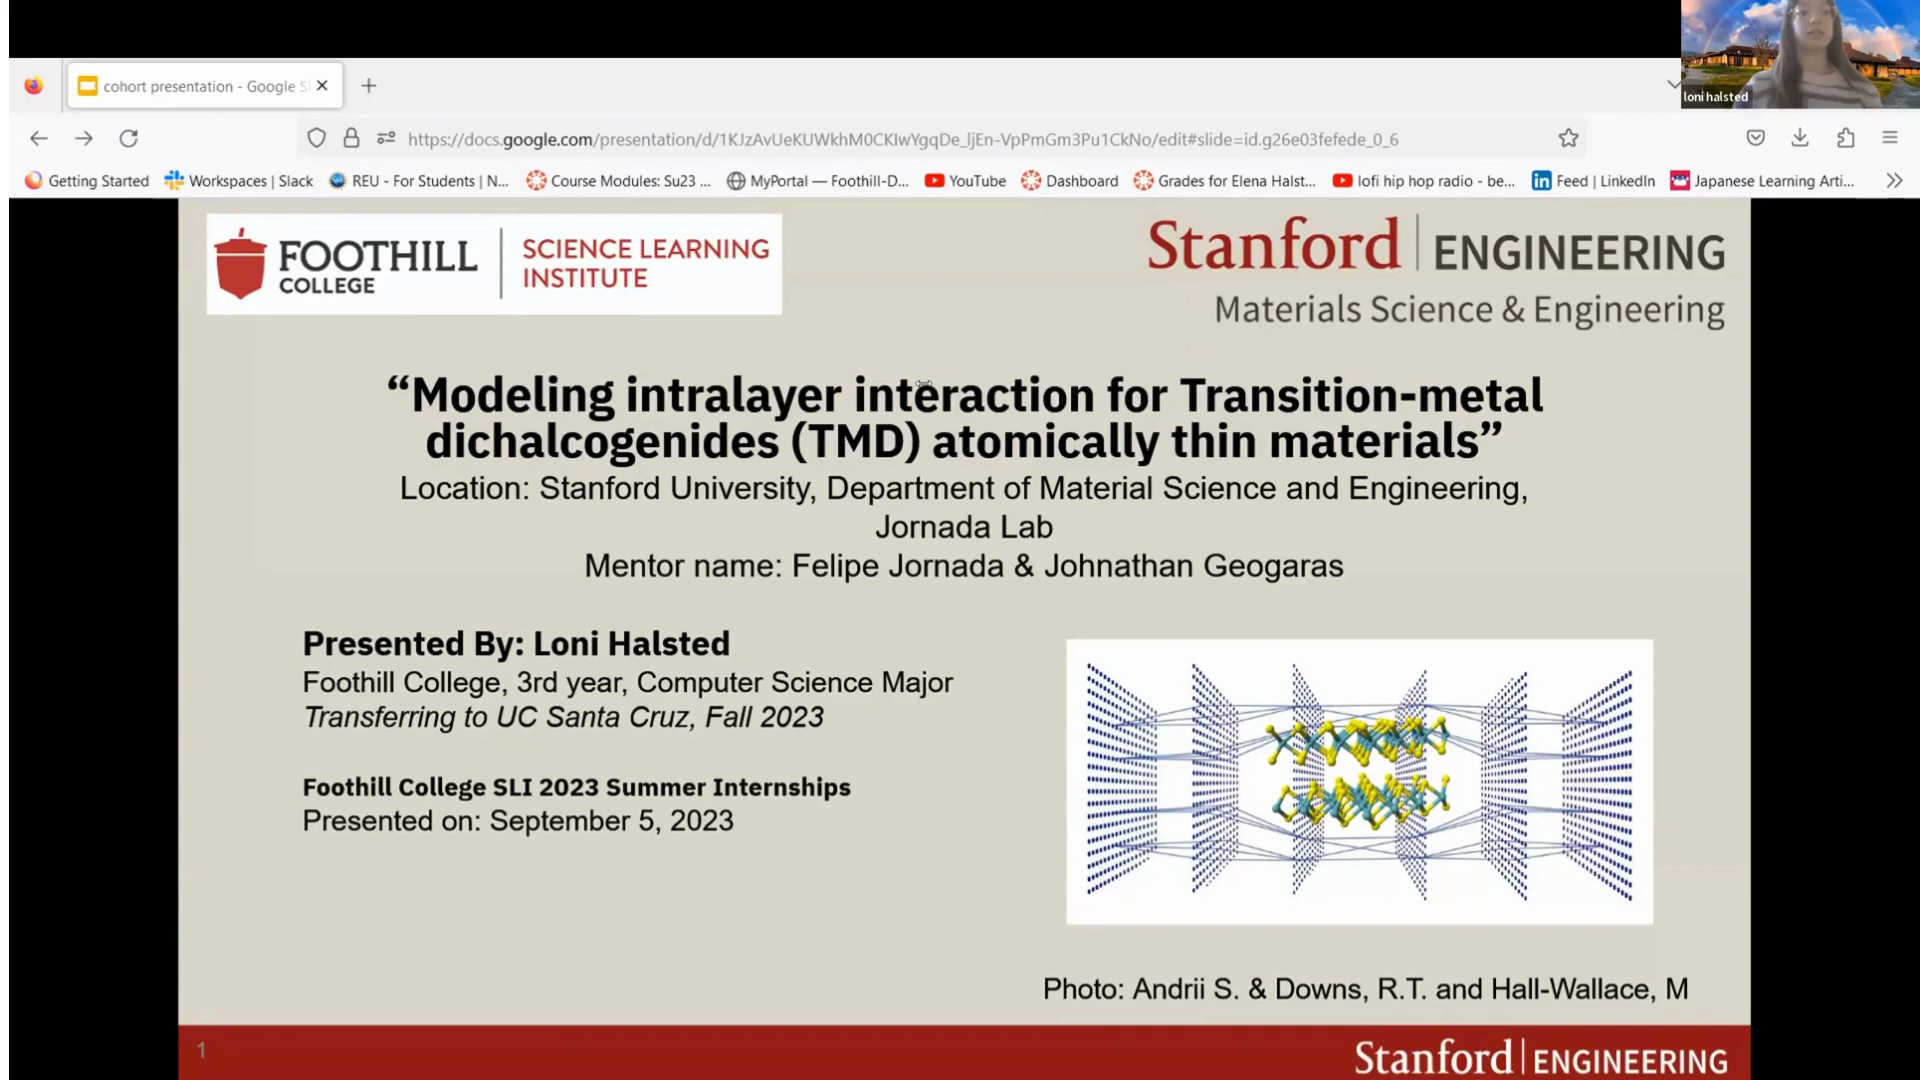 cohort presentation - Google S
loni halsted
https://docs.google.com/presentation/d/1KJzAvUeKUWkhM0CKIwYgqDe_ljEn-VpPmGm3Pu1CkNo/edit#slide=id.g26e03fefede_0_6
Getting Started Workspaces | Slack REU - For Students | N... Course Modules: Su23 ... MyPortal — Foothill-D... YouTube Dashboard Grades for Elena Halst... lofi hip hop radio - be... Feed | LinkedIn Japanese Learning Arti...
FOOTHILL COLLEGE
SCIENCE LEARNING
INSTITUTE
Stanford | ENGINEERING
Materials Science & Engineering
“Modeling intralayer interaction for Transition-metal
dichalcogenides (TMD) atomically thin materials”
Location: Stanford University, Department of Material Science and Engineering,
Jornada Lab
Mentor name: Felipe Jornada & Johnathan Geogaras
Presented By: Loni Halsted
Foothill College, 3rd year, Computer Science Major
Transferring to UC Santa Cruz, Fall 2023
Foothill College SLI 2023 Summer Internships
Presented on: September 5, 2023
Photo: Andrii S. & Downs, R.T. and Hall-Wallace, M
1
Stanford | ENGINEERING